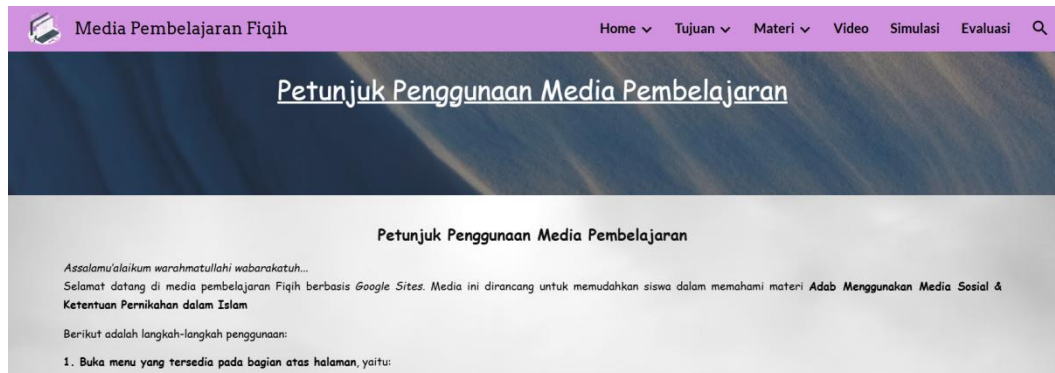 Media Pembelajaran Fiqih
Home Tujuan Materi Video Simulasi Evaluasi
Petunjuk Penggunaan Media Pembelajaran
Petunjuk Penggunaan Media Pembelajaran
Assalamu'alaikum warahmatullahi wabarakatuh...
Selamat datang di media pembelajaran Fiqih berbasis Google Sites. Media ini dirancang untuk memudahkan siswa dalam memahami materi Adab Menggunakan Media Sosial &
Ketentuan Pernikahan dalam Islam
Berikut adalah langkah-langkah penggunaan:
1. Buka menu yang tersedia pada bagian atas halaman, yaitu: